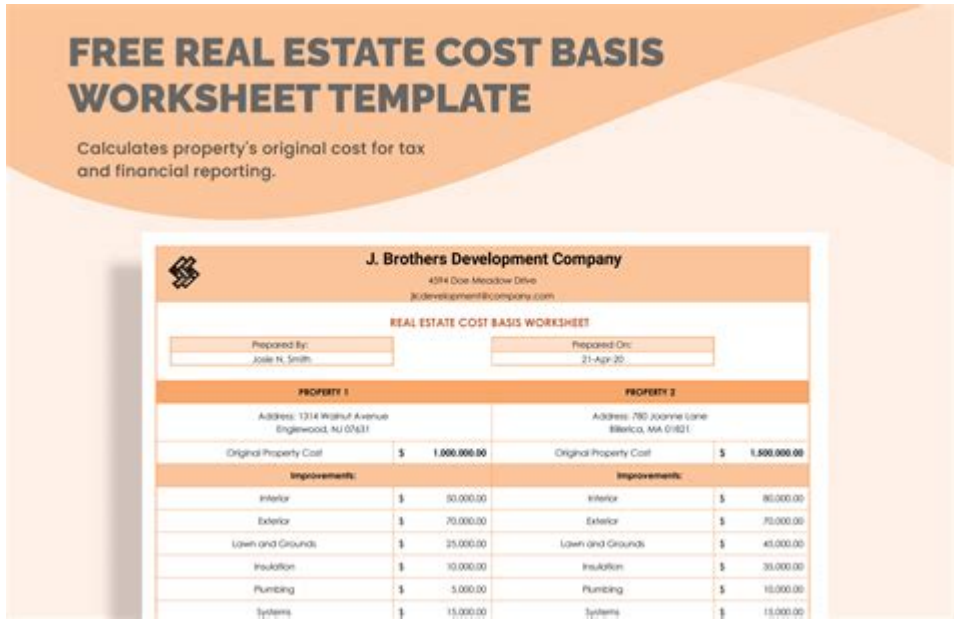 FREE REAL ESTATE COST BASIS
WORKSHEET TEMPLATE
Calculates property's original cost for tax
and financial reporting.
J. Brothers Development Company
4594 Doe Meadow Drive
@company.com
REAL ESTATE COST BASIS WORKSHEET
Prepared By: Prepared On:
Josie N. Smith 21-Apr-20
PROPERTY 1 PROPERTY 2
Address: 1314 Walnut Avenue Address: 780 Joanne Lane
Englewood, NJ 07631 Billerica, MA 01821
Original Property Cost $ 1,000,000.00 Original Property Cost $ 1,500,000.00
Improvements: Improvements:
Interior $ 50,000.00 Interior $ 80,000.00
Exterior $ 70,000.00 Exterior $ 70,000.00
Lawn and Grounds $ 25,000.00 Lawn and Grounds $ 45,000.00
Insulation $ 10,000.00 Insulation $ 35,000.00
Plumbing $ 5,000.00 Plumbing $ 10,000.00
Systems $ 15,000.00 Systems $ 15,000.00